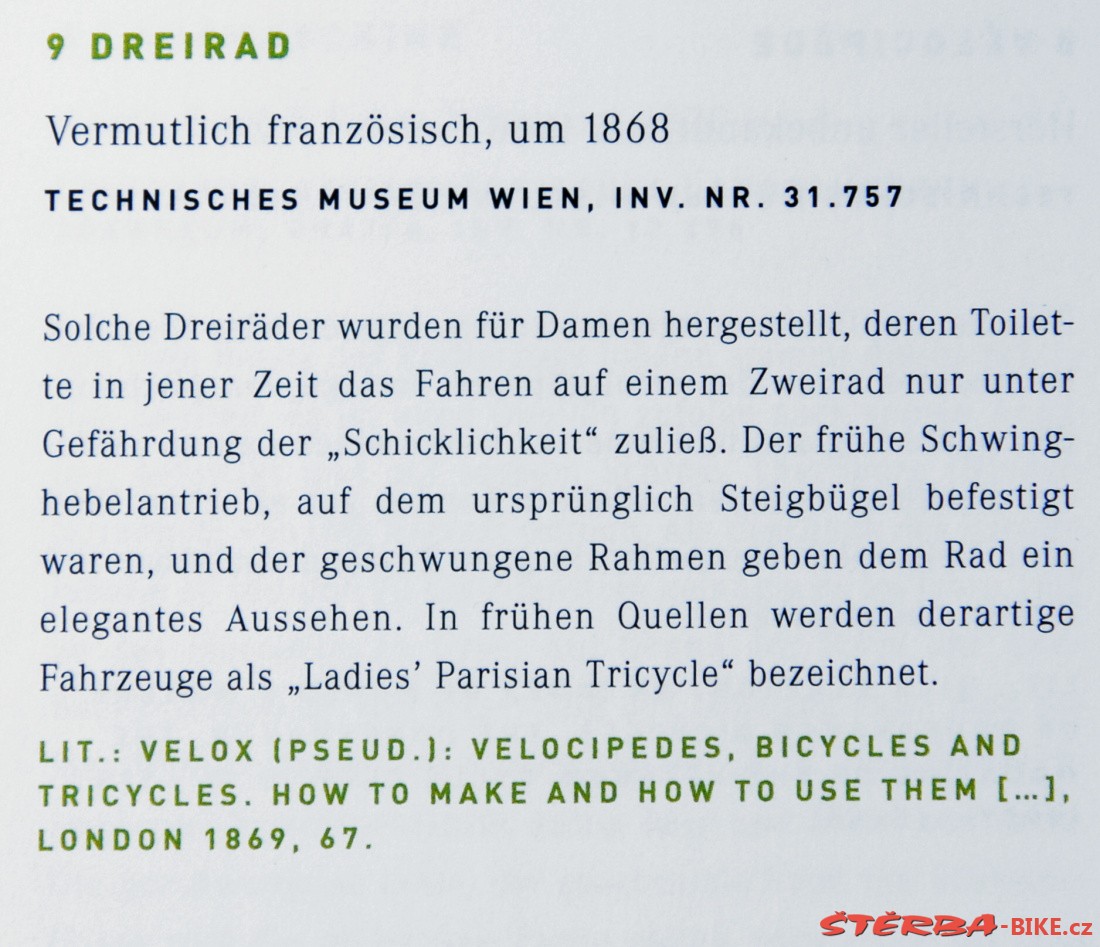 9 DREIRAD
Vermutlich französisch, um 1868
TECHNISCHES MUSEUM WIEN, INV. NR. 31.757
Solche Dreiräder wurden für Damen hergestellt, deren Toilet-
te in jener Zeit das Fahren auf einem Zweirad nur unter
Gefährdung der „Schicklichkeit“ zuließ. Der frühe Schwing-
hebelantrieb, auf dem ursprünglich Steigbügel befestigt
waren, und der geschwungene Rahmen geben dem Rad ein
elegantes Aussehen. In frühen Quellen werden derartige
Fahrzeuge als „Ladies’ Parisian Tricycle“ bezeichnet.
LIT.: VELOX (PSEUD.): VELOCIPEDES, BICYCLES AND
TRICYCLES. HOW TO MAKE AND HOW TO USE THEM [...],
LONDON 1869, 67.
ŠTĚRBA-BIKE.cz